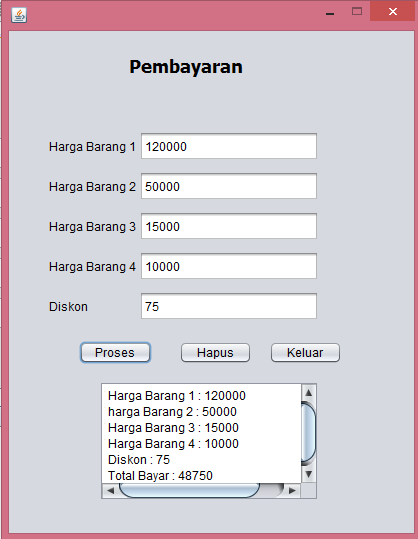 Pembayaran
Harga Barang 1 120000
Harga Barang 2 50000
Harga Barang 3 15000
Harga Barang 4 10000
Diskon 75
Proses Hapus Keluar
Harga Barang 1 : 120000
harga Barang 2 : 50000
Harga Barang 3 : 15000
Harga Barang 4 : 10000
Diskon : 75
Total Bayar : 48750